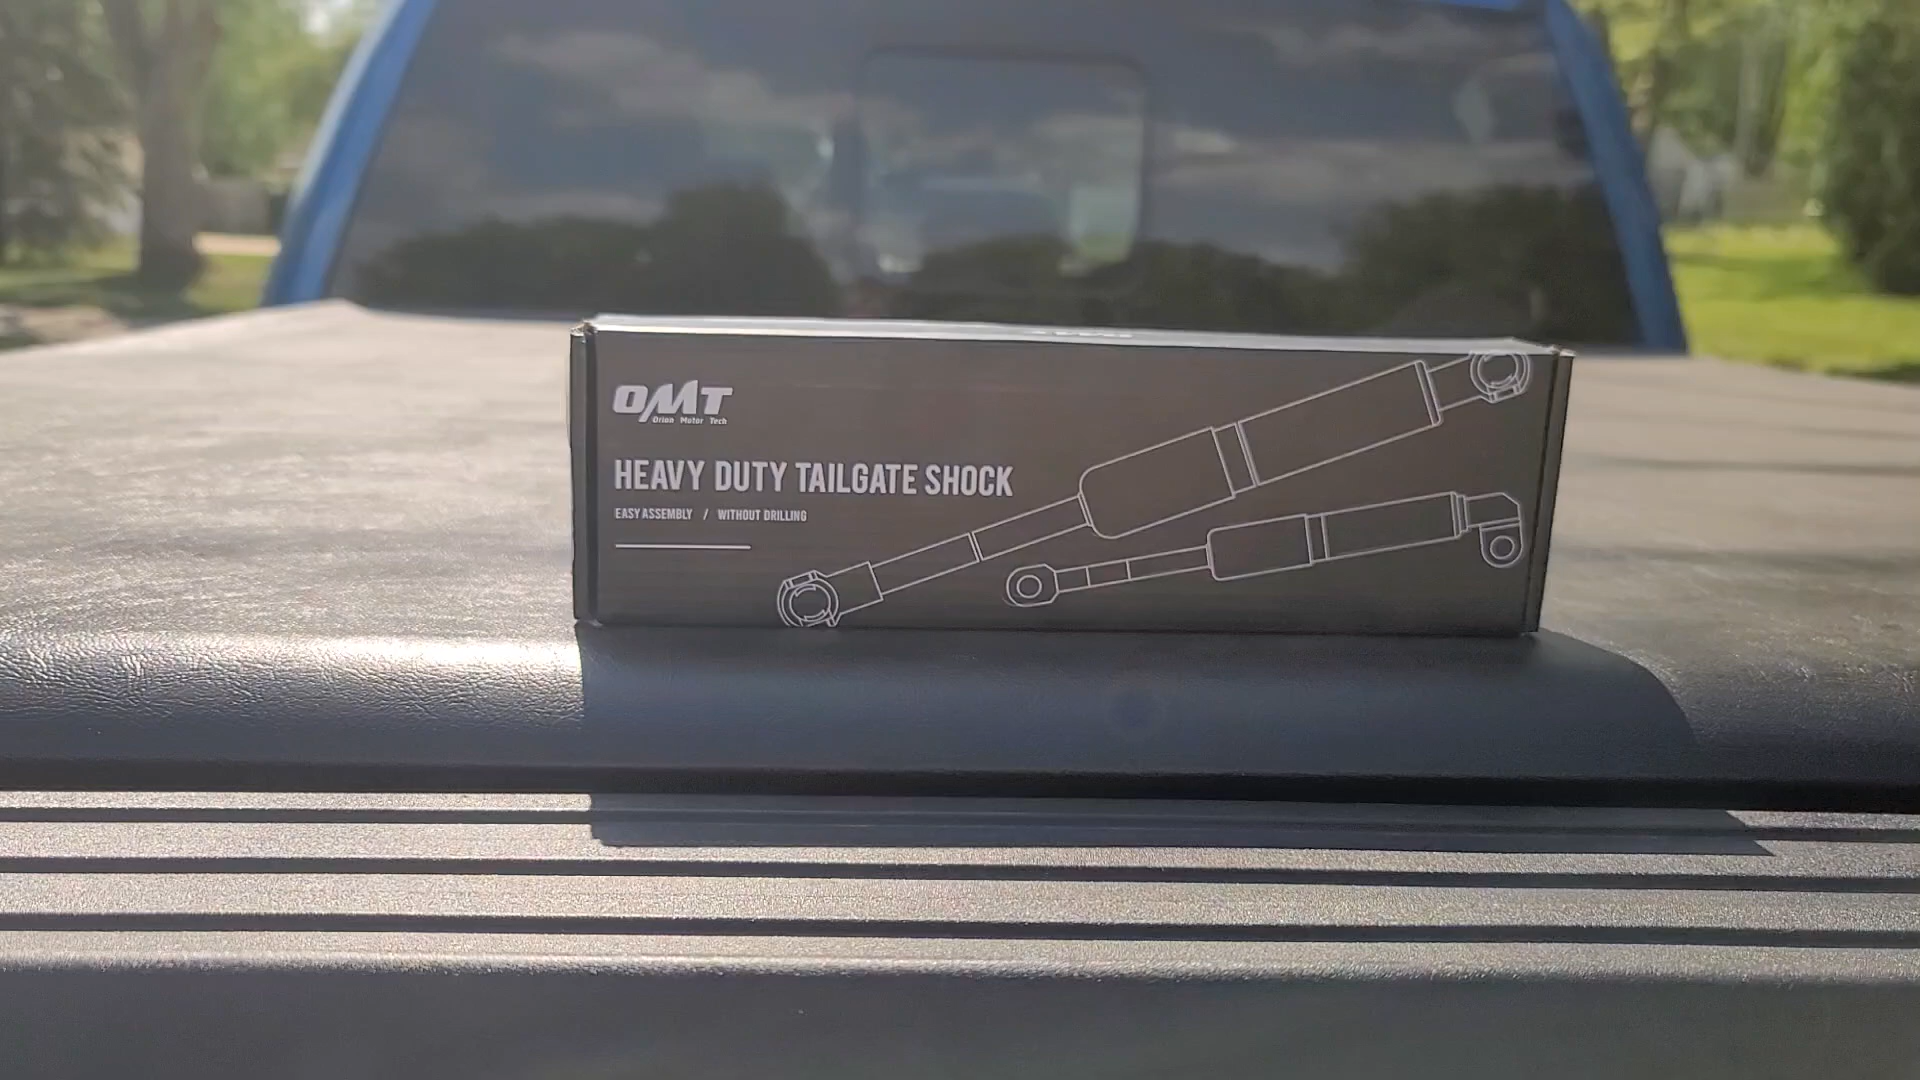 OMT
Orion Motor Tech
HEAVY DUTY TAILGATE SHOCK
EASY ASSEMBLY / WITHOUT DRILLING